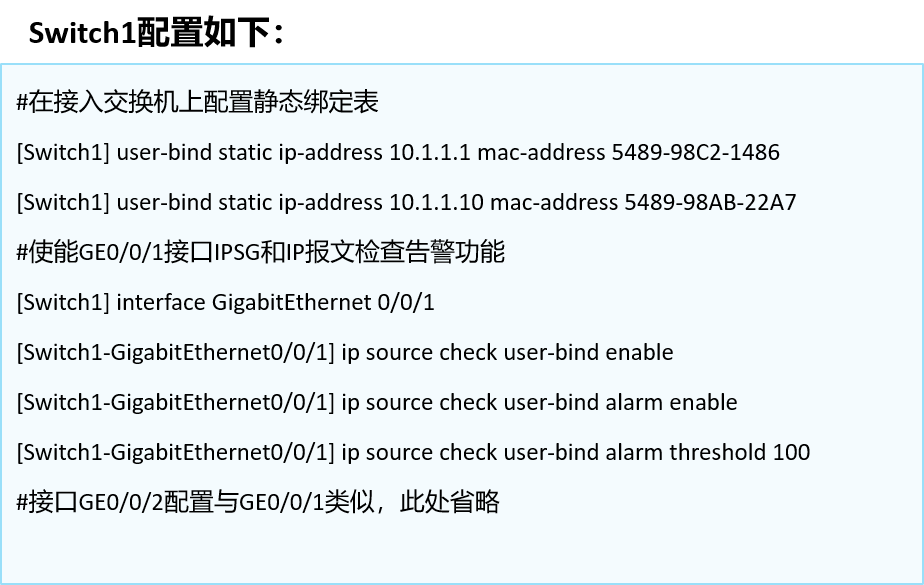 Switch1配置如下：
#在接入交换机上配置静态绑定表
[Switch1] user-bind static ip-address 10.1.1.1 mac-address 5489-98C2-1486
[Switch1] user-bind static ip-address 10.1.1.10 mac-address 5489-98AB-22A7
#使能GE0/0/1接口IPSG和IP报文检查告警功能
[Switch1] interface GigabitEthernet 0/0/1
[Switch1-GigabitEthernet0/0/1] ip source check user-bind enable
[Switch1-GigabitEthernet0/0/1] ip source check user-bind alarm enable
[Switch1-GigabitEthernet0/0/1] ip source check user-bind alarm threshold 100
#接口GE0/0/2配置与GE0/0/1类似，此处省略